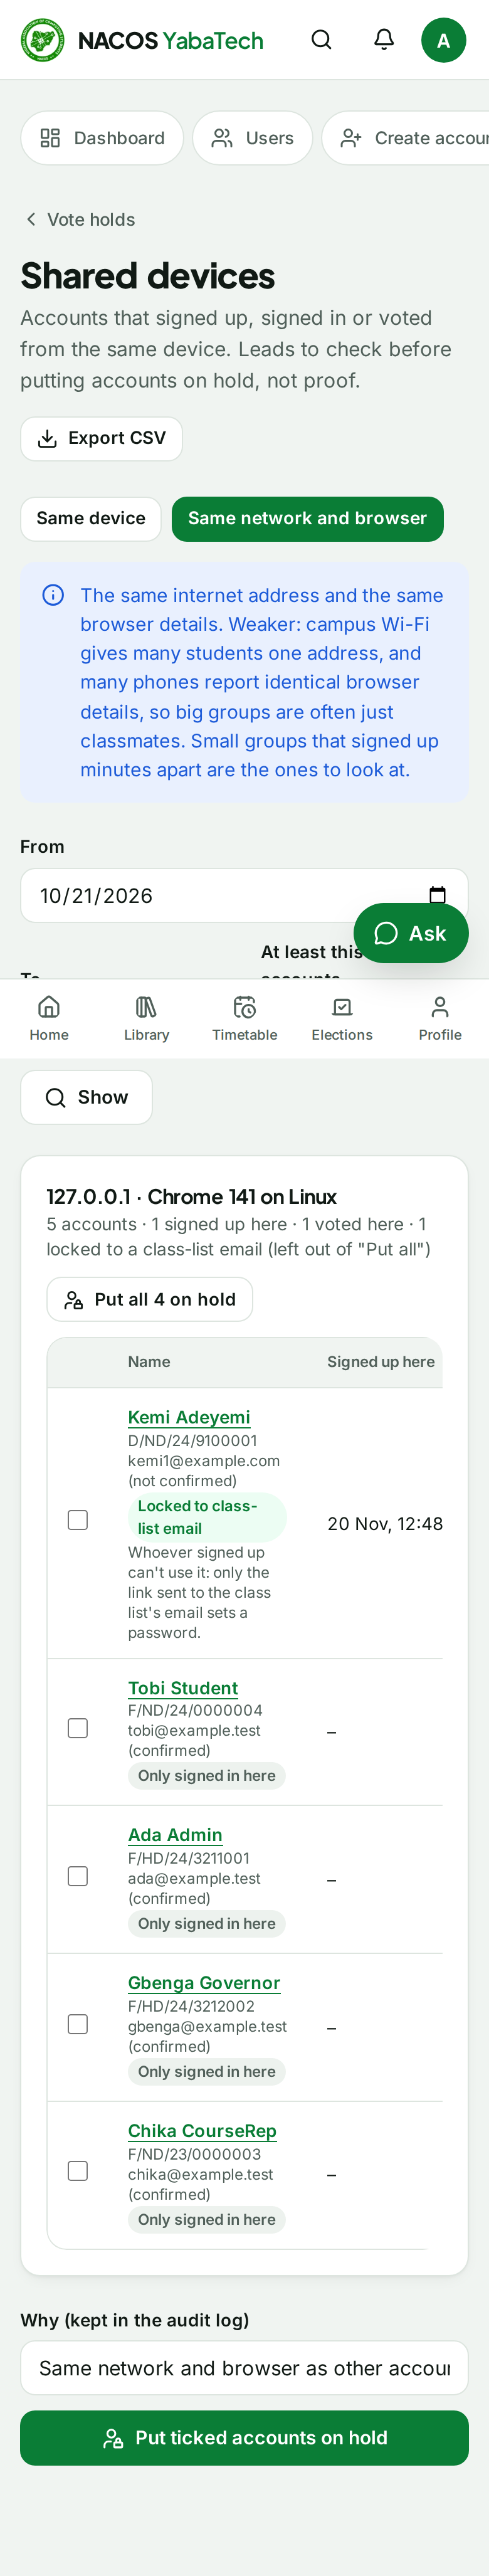 NACOS YabaTech
A
Dashboard
Users
Create accour
Vote holds
Shared devices
Accounts that signed up, signed in or voted
from the same device. Leads to check before
putting accounts on hold, not proof.
Export CSV
Same device
Same network and browser
The same internet address and the same
browser details. Weaker: campus Wi-Fi
gives many students one address, and
many phones report identical browser
details, so big groups are often just
classmates. Small groups that signed up
minutes apart are the ones to look at.
From
10/21/2026
At least this
Ask
Home
Library
Timetable
Elections
Profile
Show
127.0.0.1 · Chrome 141 on Linux
5 accounts · 1 signed up here · 1 voted here · 1
locked to a class-list email (left out of "Put all")
Put all 4 on hold
Name
Signed up here
Kemi Adeyemi
D/ND/24/9100001
kemi1@example.com
(not confirmed)
Locked to class-
list email
Whoever signed up
can't use it: only the
link sent to the class
list's email sets a
password.
20 Nov, 12:48
Tobi Student
F/ND/24/0000004
tobi@example.test
(confirmed)
Only signed in here
–
Ada Admin
F/HD/24/3211001
ada@example.test
(confirmed)
Only signed in here
–
Gbenga Governor
F/HD/24/3212002
gbenga@example.test
(confirmed)
Only signed in here
–
Chika CourseRep
F/ND/23/0000003
chika@example.test
(confirmed)
Only signed in here
–
Why (kept in the audit log)
Same network and browser as other accour
Put ticked accounts on hold